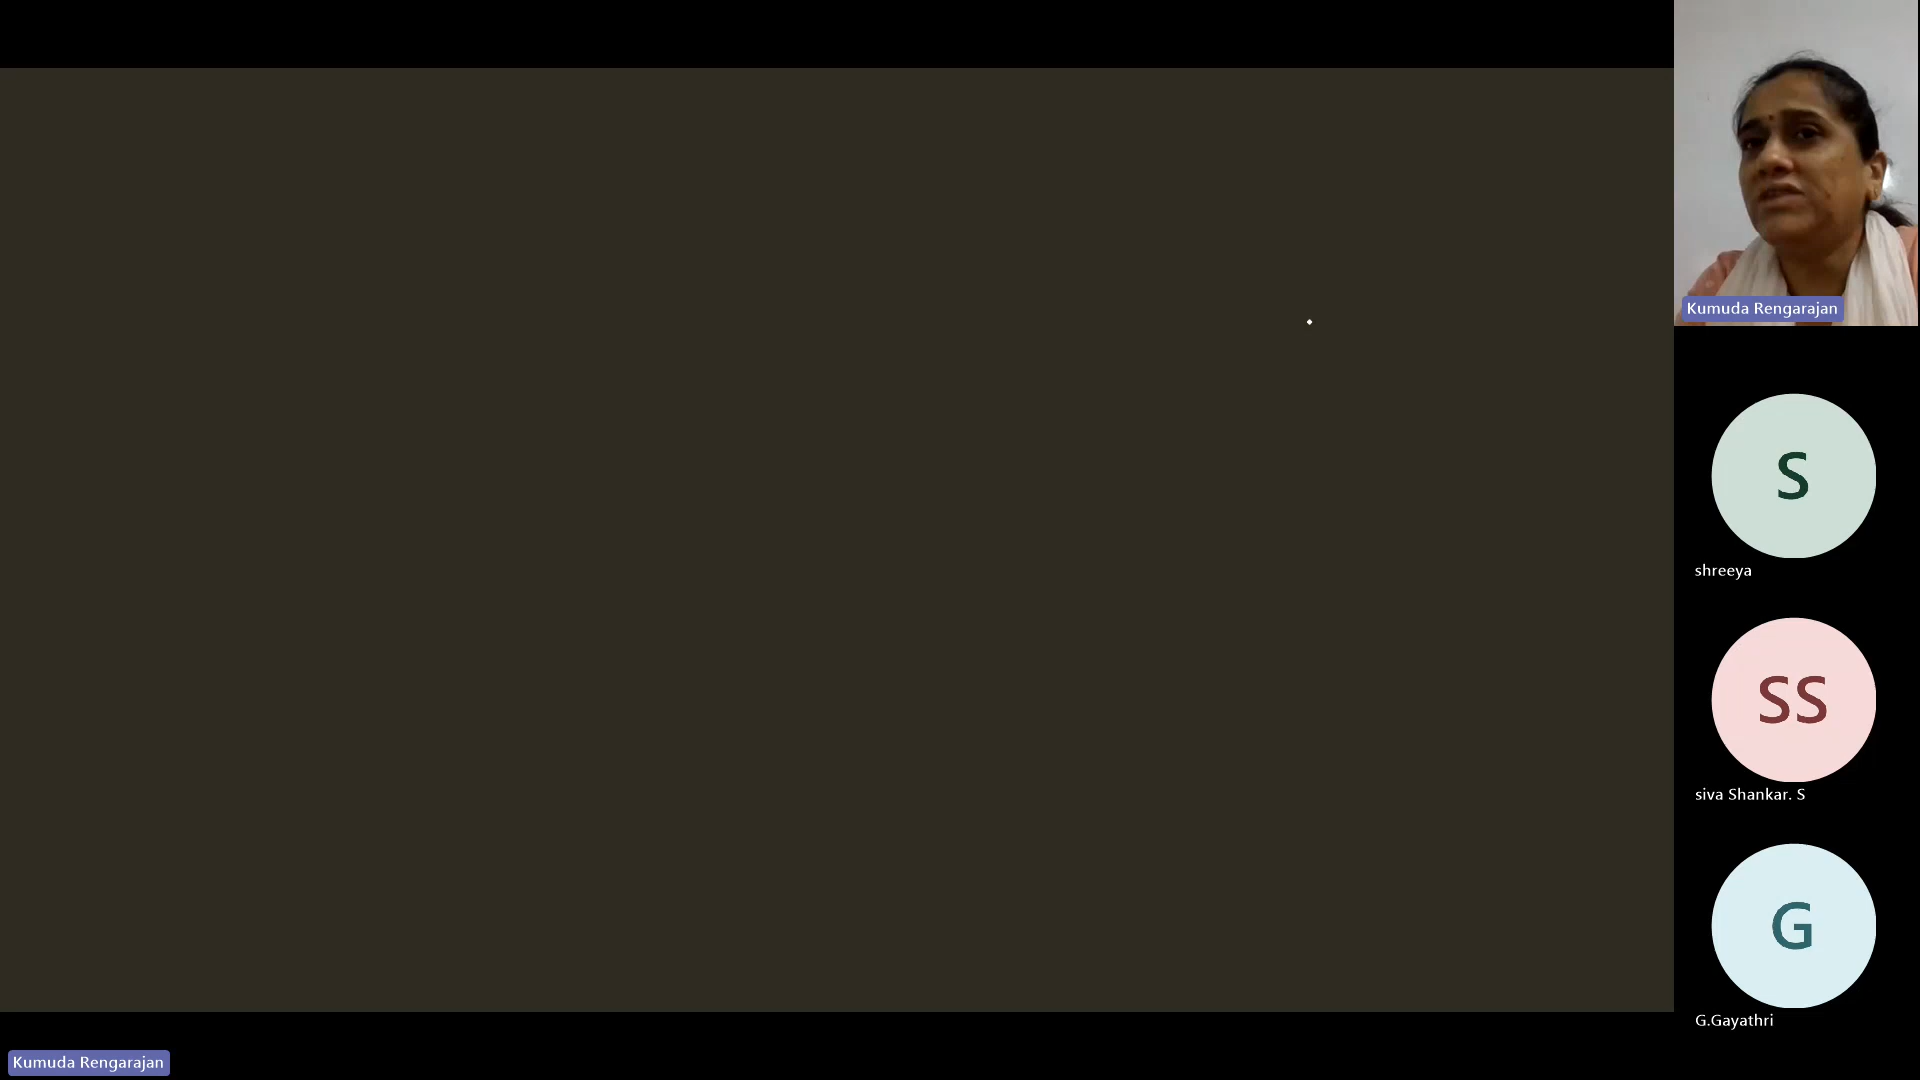 Kumuda Rengarajan
S
shreeya
SS
siva Shankar. S
G
G.Gayathri
Kumuda Rengarajan